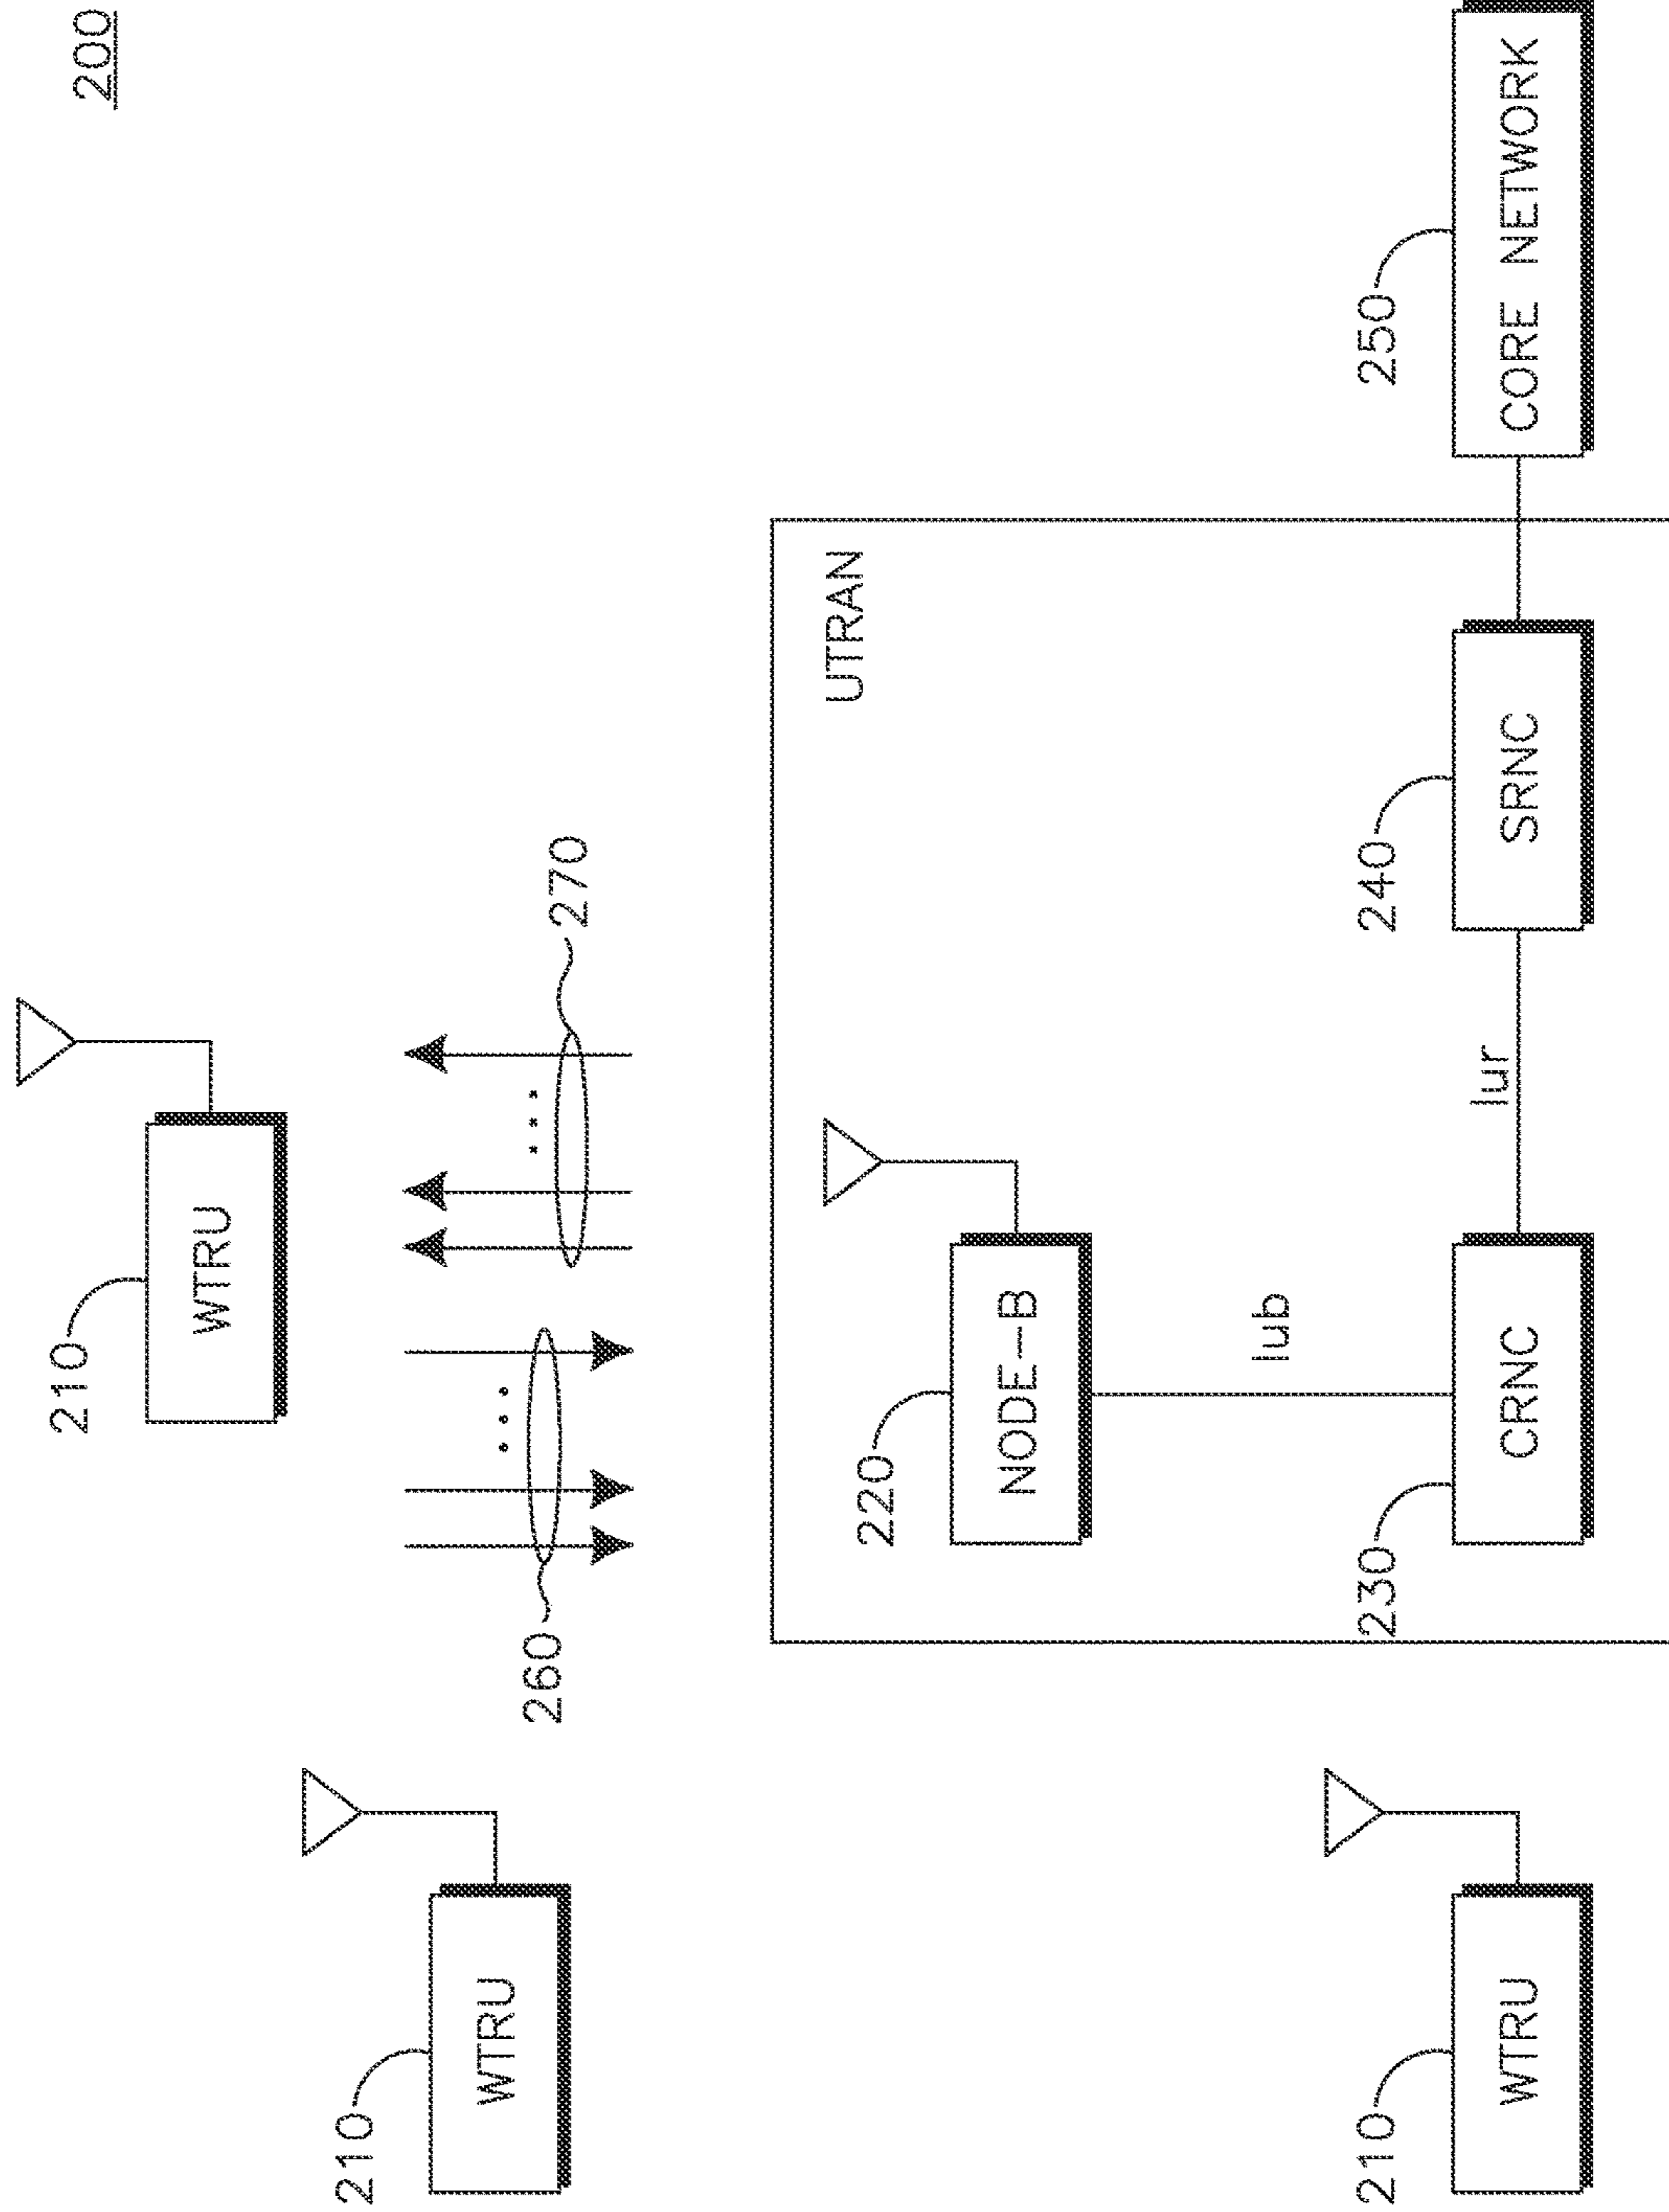 200
210
WTRU
210
WTRU
260
270
UTRAN
220
NODE-B
Iub
210
230
240
250
Iur
WTRU
CRNC
SRNC
CORE NETWORK